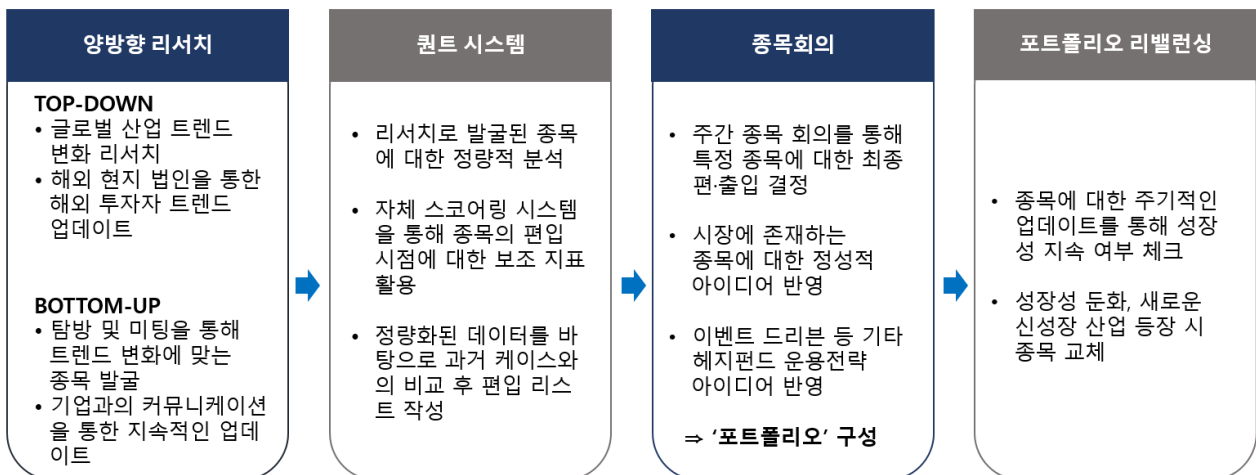 양방향 리서치
TOP-DOWN
• 글로벌 산업 트렌드
변화 리서치
• 해외 현지 법인을 통한
해외 투자자 트렌드
업데이트
BOTTOM-UP
• 탐방 및 미팅을 통해
트렌드 변화에 맞는
종목 발굴
• 기업과의 커뮤니케이션
을 통한 지속적인 업데
이트
퀀트 시스템
• 리서치로 발굴된 종목
에 대한 정량적 분석
• 자체 스코어링 시스템
을 통해 종목의 편입
시점에 대한 보조 지표
활용
• 정량화된 데이터를 바
탕으로 과거 케이스와
의 비교 후 편입 리스
트 작성
종목회의
• 주간 종목 회의를 통해
특정 종목에 대한 최종
편·출입 결정
• 시장에 존재하는
종목에 대한 정성적
아이디어 반영
• 이벤트 드리븐 등 기타
헤지펀드 운용전략
아이디어 반영
⇒ ‘포트폴리오’ 구성
포트폴리오 리밸런싱
• 종목에 대한 주기적인
업데이트를 통해 성장
성 지속 여부 체크
• 성장성 둔화, 새로운
신성장 산업 등장 시
종목 교체